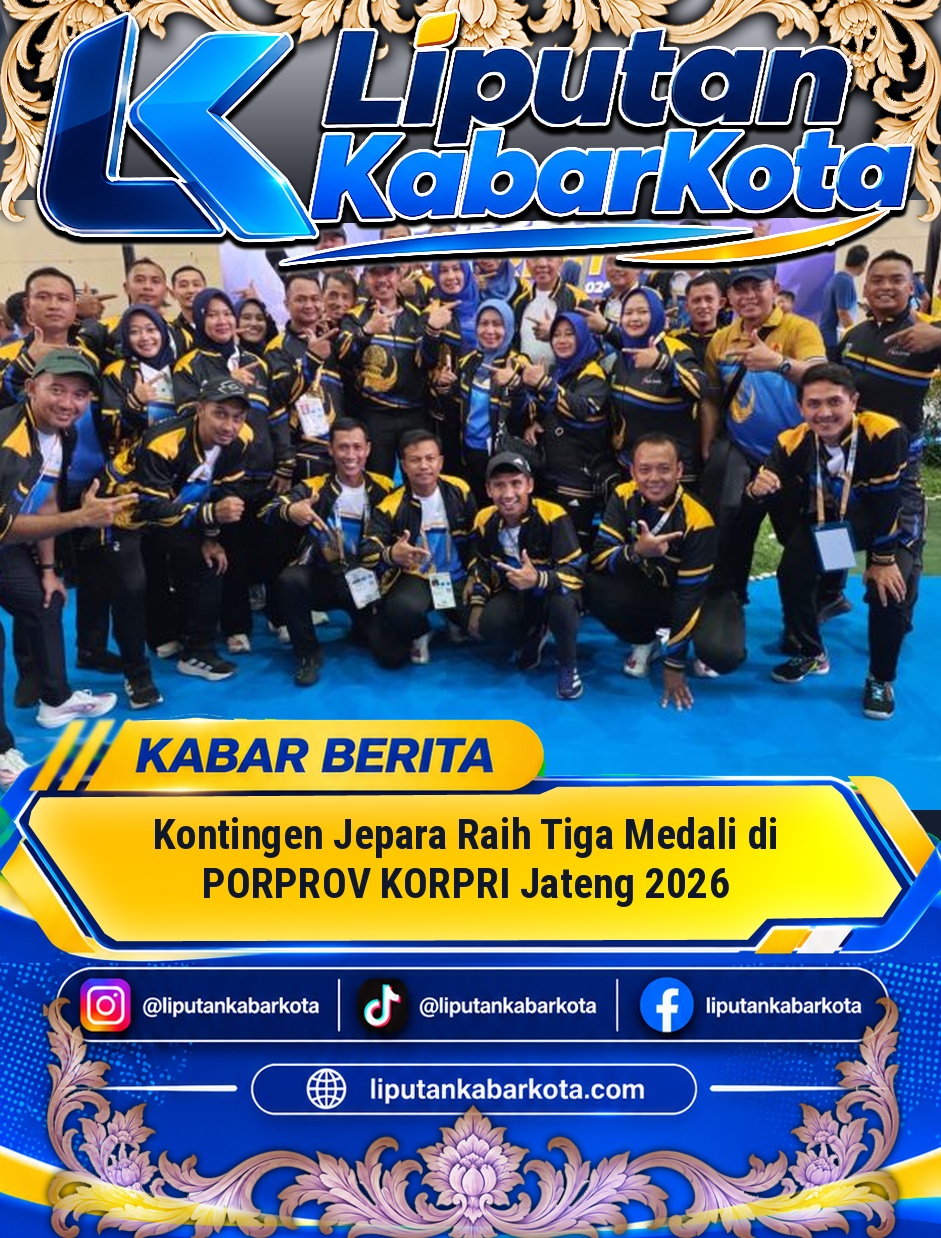 LK
Liputan
KabarKota
KABAR BERITA
Kontingen Jepara Raih Tiga Medali di
PORPROV KORPRI Jateng 2026
@liputankabarkota
@liputankabarkota
liputankabarkota
liputankabarkota.com